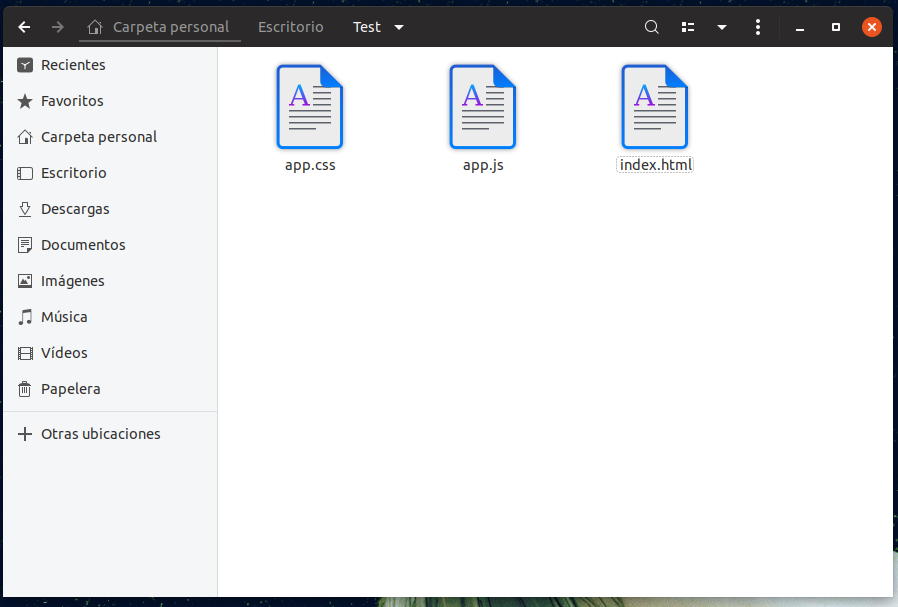 Carpeta personal
Escritorio
Test
Recientes
Favoritos
Carpeta personal
Escritorio
Descargas
Documentos
Imágenes
Música
Vídeos
Papelera
Otras ubicaciones
A
app.css
A
app.js
A
index.html